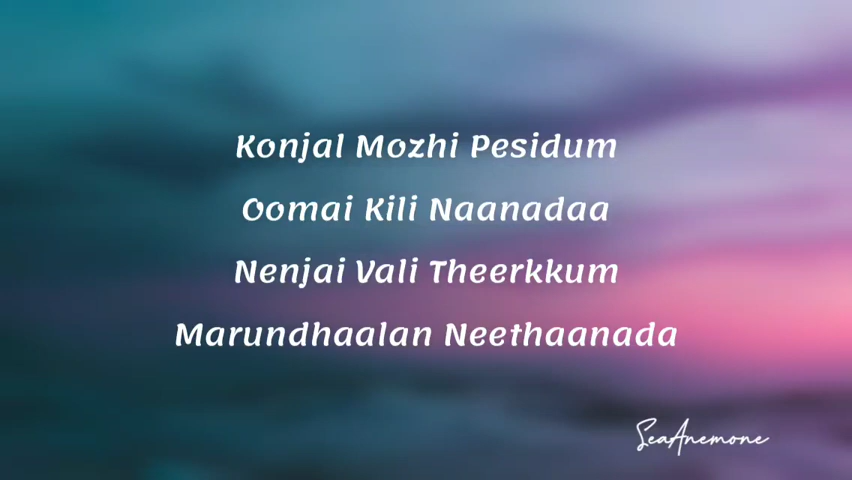 Konjal Mozhi Pesidum
Oomai Kili Naanadaa
Nenjai Vali Theerkkum
Marundhaalan Neethaanada
SeaAnemone